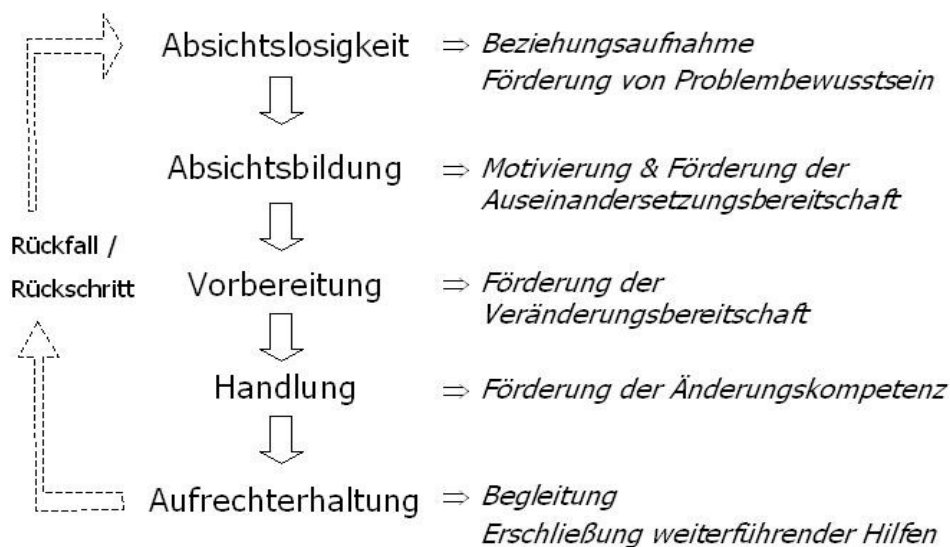 Absichtslosigkeit ⇒ Beziehungsaufnahme
Förderung von Problembewusstsein
Absichtsbildung ⇒ Motivierung & Förderung der
Auseinandersetzungsbereitschaft
Rückfall /
Rückschritt
Vorbereitung ⇒ Förderung der
Veränderungsbereitschaft
Handlung ⇒ Förderung der Änderungskompetenz
Aufrechterhaltung ⇒ Begleitung
Erschließung weiterführender Hilfen